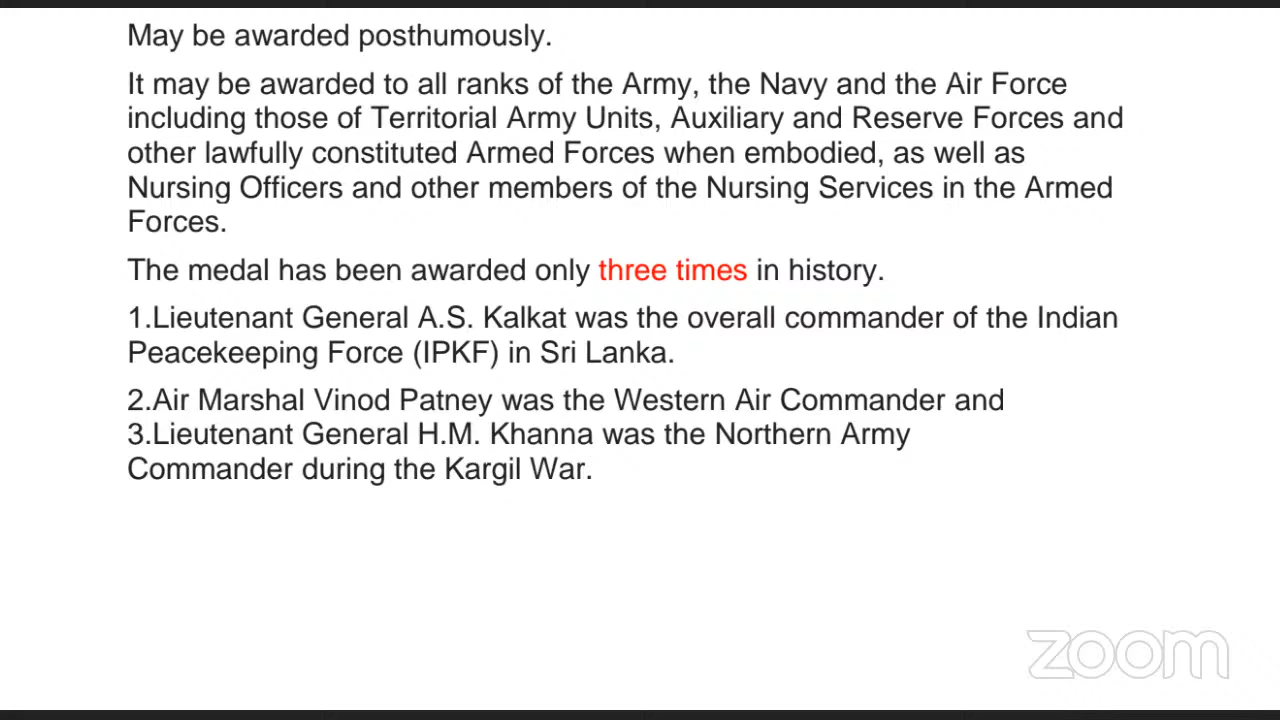 May be awarded posthumously.
It may be awarded to all ranks of the Army, the Navy and the Air Force
including those of Territorial Army Units, Auxiliary and Reserve Forces and
other lawfully constituted Armed Forces when embodied, as well as
Nursing Officers and other members of the Nursing Services in the Armed
Forces.
The medal has been awarded only three times in history.
1.Lieutenant General A.S. Kalkat was the overall commander of the Indian
Peacekeeping Force (IPKF) in Sri Lanka.
2.Air Marshal Vinod Patney was the Western Air Commander and
3.Lieutenant General H.M. Khanna was the Northern Army
Commander during the Kargil War.
zoom